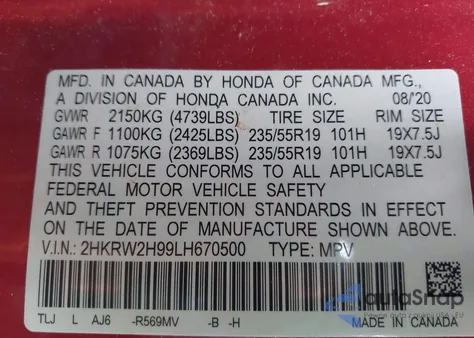 MFD. IN CANADA BY HONDA OF CANADA MFG.,
A DIVISION OF HONDA CANADA INC. 08/20
GVWR 2150KG (4739LBS) TIRE SIZE RIM SIZE
GAWR F 1100KG (2425LBS) 235/55R19 101H 19X7.5J
GAWR R 1075KG (2369LBS) 235/55R19 101H 19X7.5J
THIS VEHICLE CONFORMS TO ALL APPLICABLE
FEDERAL MOTOR VEHICLE SAFETY
AND THEFT PREVENTION STANDARDS IN EFFECT
ON THE DATE OF MANUFACTURE SHOWN ABOVE.
V.I.N.: 2HKRW2H99LH670500 TYPE: MPV
autoSnap
TLJ L AJ6 -R569MV -B -H MADE IN CANADA